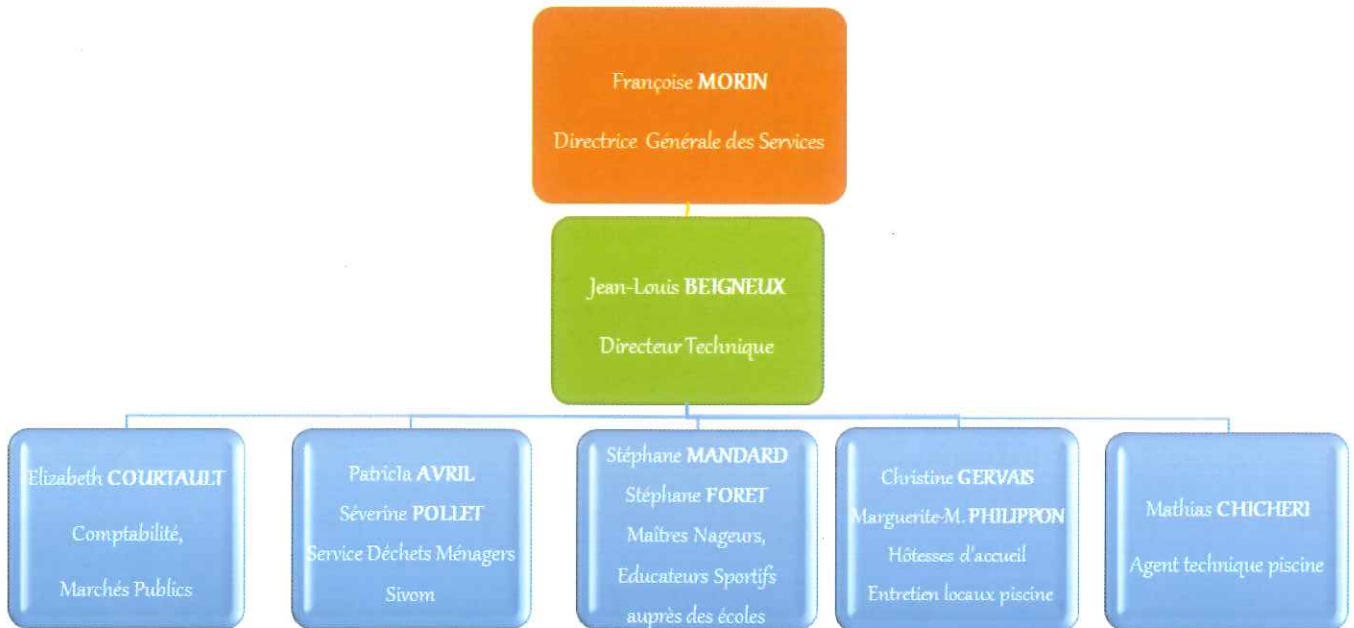 Françoise MORIN
Directrice Générale des Services
Jean-Louis BEIGNEUX
Directeur Technique
Elizabeth COURTAULT
Comptabilité,
Marchés Publics
Patricia AVRIL
Séverine POLLET
Service Déchets Ménagers
Sivom
Stéphane MANDARD
Stéphane FORET
Maîtres Nageurs,
Educateurs Sportifs
auprès des écoles
Christine GERVAIS
Marguerite-M. PHILIPPON
Hôtesses d'accueil
Entretien locaux piscine
Mathias CHICHERI
Agent technique piscine